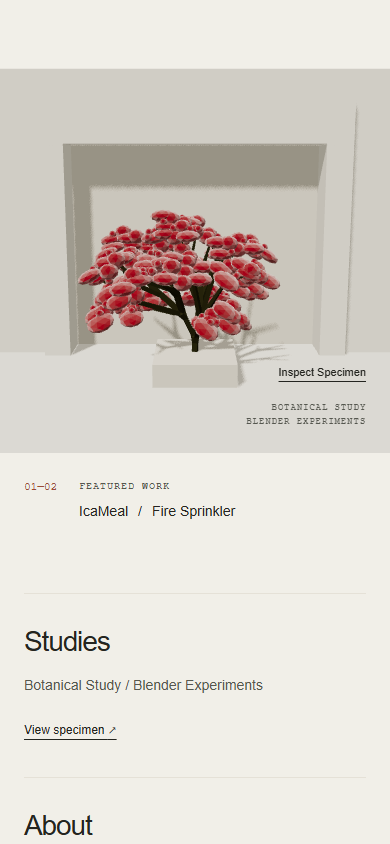 Inspect Specimen
BOTANICAL STUDY
BLENDER EXPERIMENTS
01—02 FEATURED WORK
IcaMeal / Fire Sprinkler
Studies
Botanical Study / Blender Experiments
View specimen ↗
About